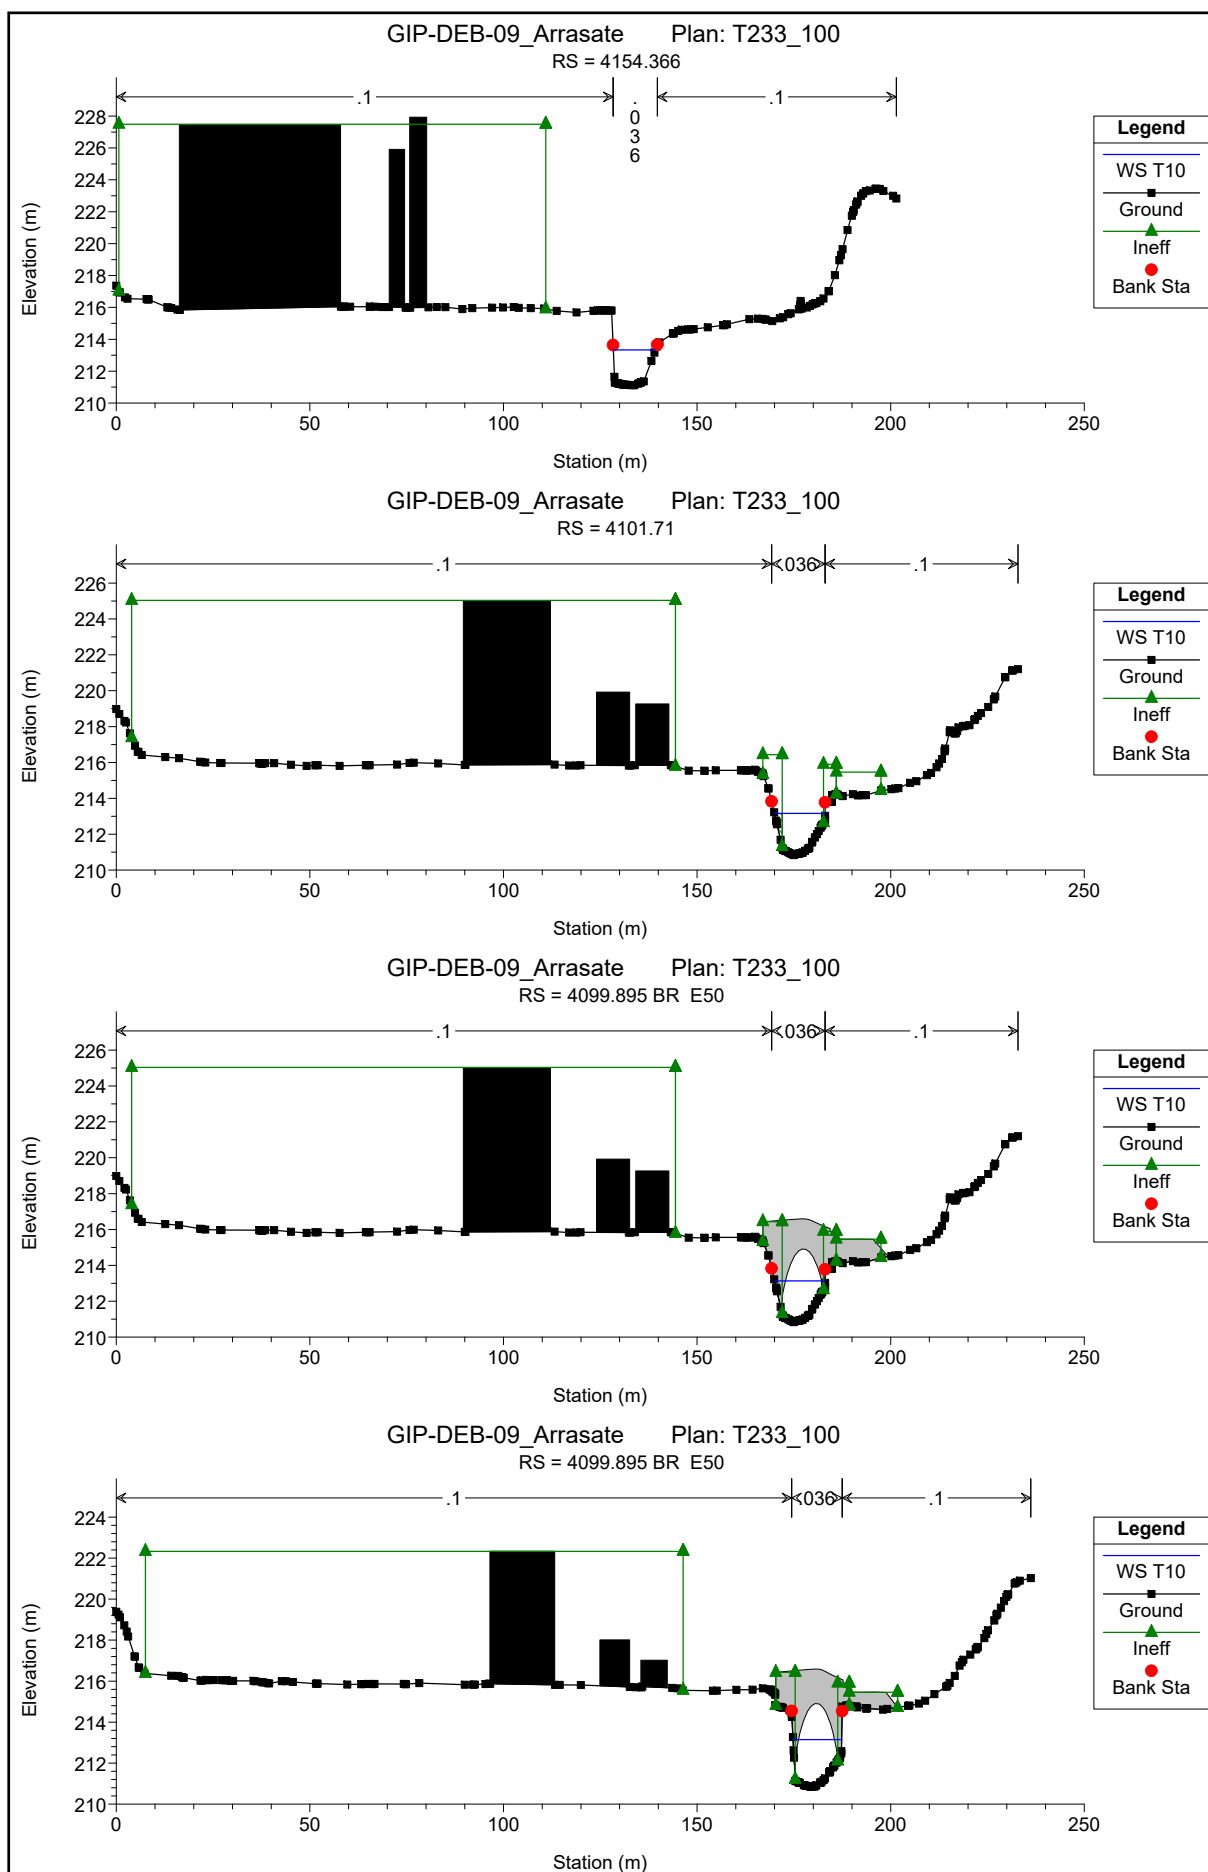 GIP-DEB-09_Arrasate Plan: T233_100
RS = 4154.366
.1
.036
.1
228
226
224
222
220
218
216
214
212
210
Elevation (m)
0 50 100 150 200 250
Station (m)
Legend
WS T10
Ground
Ineff
Bank Sta
GIP-DEB-09_Arrasate Plan: T233_100
RS = 4101.71
.1 .036 .1
226
224
222
220
218
216
214
212
210
Elevation (m)
0 50 100 150 200 250
Station (m)
Legend
WS T10
Ground
Ineff
Bank Sta
GIP-DEB-09_Arrasate Plan: T233_100
RS = 4099.895 BR E50
.1 .036 .1
226
224
222
220
218
216
214
212
210
Elevation (m)
0 50 100 150 200 250
Station (m)
Legend
WS T10
Ground
Ineff
Bank Sta
GIP-DEB-09_Arrasate Plan: T233_100
RS = 4099.895 BR E50
.1 .036 .1
224
222
220
218
216
214
212
210
Elevation (m)
0 50 100 150 200 250
Station (m)
Legend
WS T10
Ground
Ineff
Bank Sta